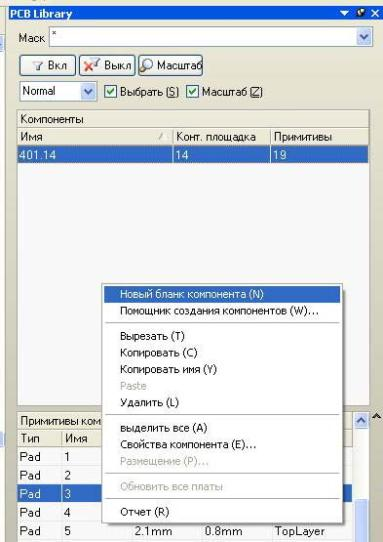 PCB Library
Маск *
Вкл Выкл Масштаб
Normal Выбрать (S) Масштаб (Z)
Компоненты
Имя / Конт. площадка Примитивы
401.14 14 19
Новый бланк компонента (N)
Помощник создания компонентов (W)...
Вырезать (T)
Копировать (C)
Копировать имя (Y)
Paste
Удалить (L)
выделить все (A)
Свойства компонента (E)...
Размещение (P)...
Обновить все платы
Отчет (R)
Примитивы ком
Тип Имя
Pad 1
Pad 2
Pad 3
Pad 4
Pad 5 2.1mm 0.8mm TopLayer